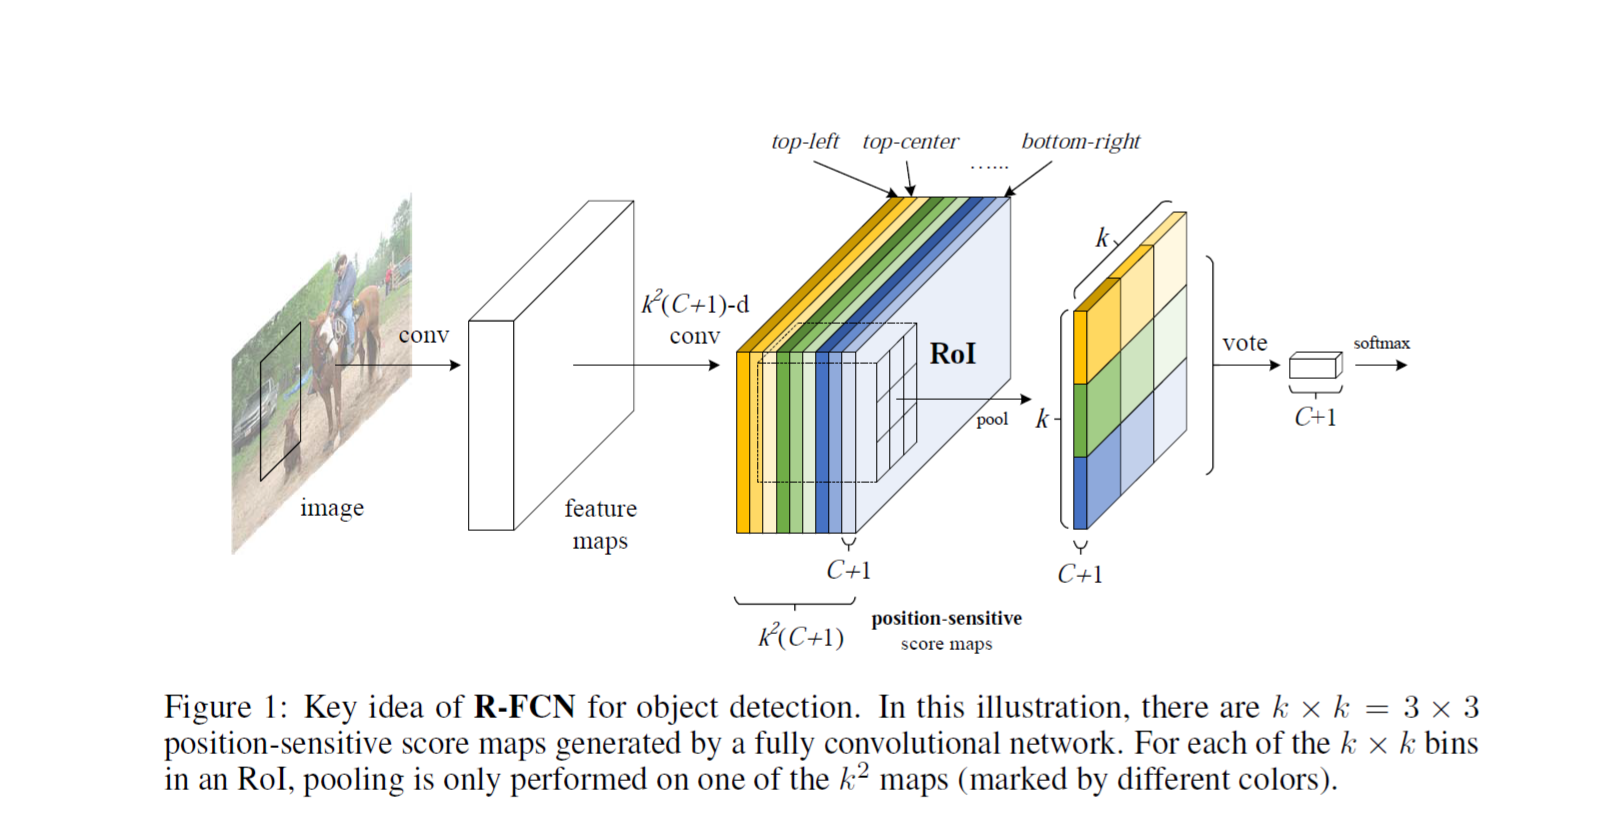 top-left top-center ...... bottom-right
k
k²(C+1)-d
conv
conv
RoI
vote
softmax
pool
k
C+1
image
feature
maps
C+1
C+1
k²(C+1)
position-sensitive
score maps
Figure 1: Key idea of R-FCN for object detection. In this illustration, there are k × k = 3 × 3
position-sensitive score maps generated by a fully convolutional network. For each of the k × k bins
in an RoI, pooling is only performed on one of the k² maps (marked by different colors).